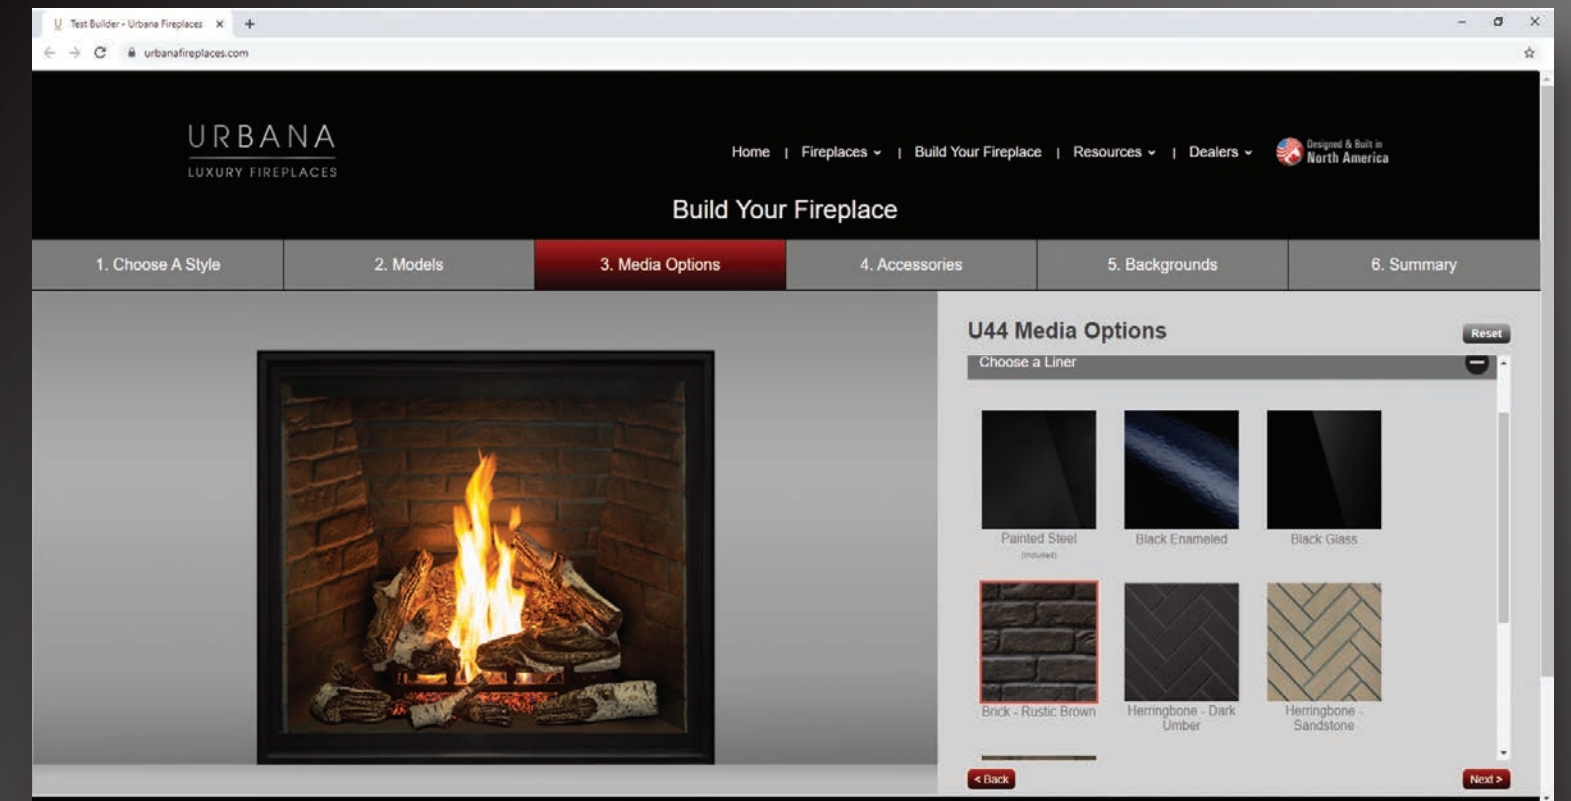 Test Builder - Urbana Fireplaces
urbanafireplaces.com
URBANA
LUXURY FIREPLACES
Home | Fireplaces | Build Your Fireplace | Resources | Dealers
Designed & Built in
North America
Build Your Fireplace
1. Choose A Style
2. Models
3. Media Options
4. Accessories
5. Backgrounds
6. Summary
U44 Media Options
Reset
Choose a Liner
Painted Steel
(included)
Black Enameled
Black Glass
Brick - Rustic Brown
Herringbone - Dark
Umber
Herringbone -
Sandstone
< Back
Next >